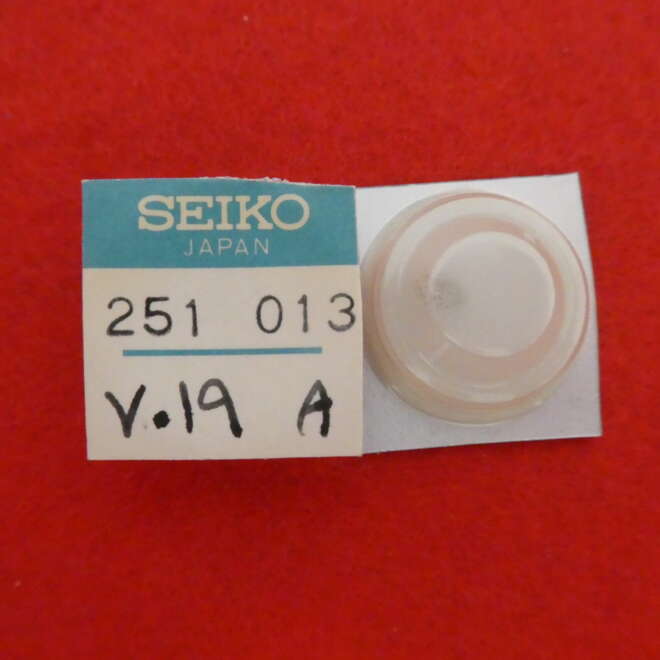 SEIKO
JAPAN
251 013
V.19 A